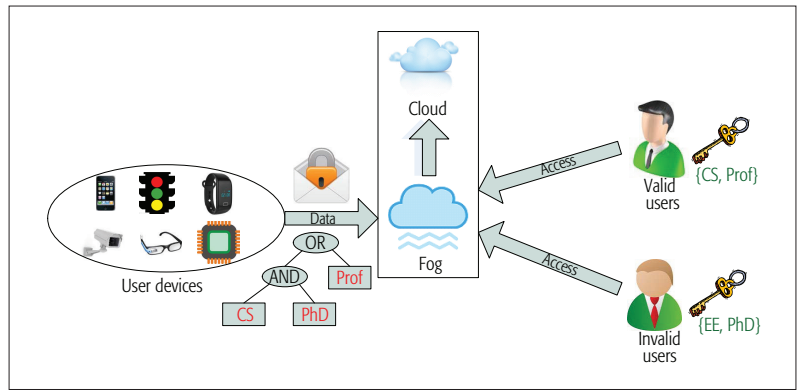 Cloud
Access
Valid
users
{CS, Prof}
Data
OR
AND
Prof
CS
PhD
User devices
Fog
Access
Invalid
users
{EE, PhD}